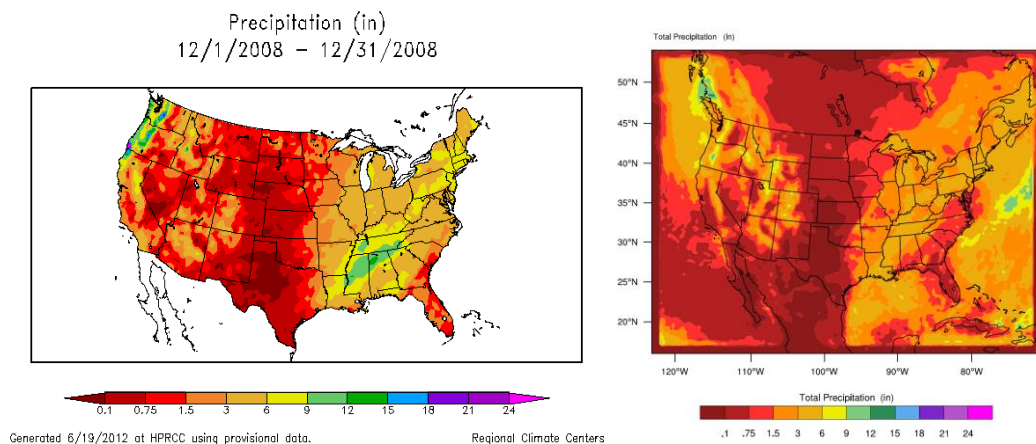 Precipitation (in)
12/1/2008 – 12/31/2008
0.1 0.75 1.5 3 6 9 12 15 18 21 24
Generated 6/19/2012 at HPRCC using provisional data.
Regional Climate Centers
Total Precipitation (in)
50°N
45°N
40°N
35°N
30°N
25°N
20°N
120°W 110°W 100°W 90°W 80°W
Total Precipitation (in)
.1 .75 1.5 3 6 9 12 15 21 24